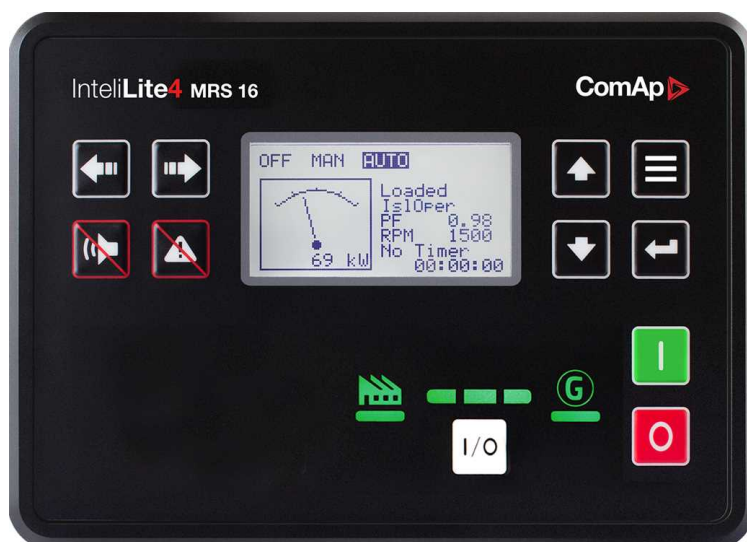 InteliLite4 MRS 16
ComAp
OFF MAN AUTO
Loaded
IslOper
PF 0.98
RPM 1500
No Timer
00:00:00
69 kW
G
I
I/O
O